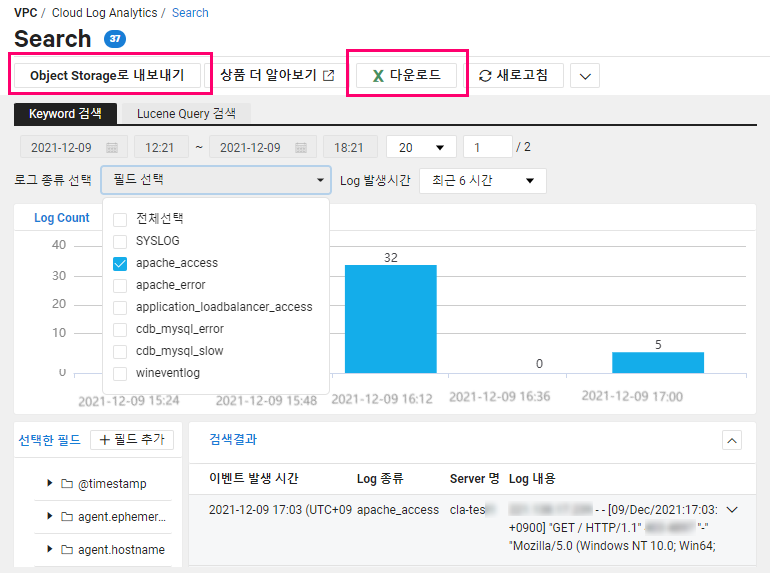 VPC / Cloud Log Analytics / Search
Search 37
Object Storage로 내보내기 상품 더 알아보기 다운로드 새로고침
Keyword 검색 Lucene Query 검색
2021-12-09 12:21 ~ 2021-12-09 18:21 20 1 / 2
로그 종류 선택 필드 선택 Log 발생시간 최근 6 시간
Log Count
전체선택
SYSLOG
apache_access
apache_error
application_loadbalancer_access
cdb_mysql_error
cdb_mysql_slow
wineventlog
40
30
20
10
0
32
0
5
2021-12-09 15:24 2021-12-09 15:48 2021-12-09 16:12 2021-12-09 16:36 2021-12-09 17:00
선택한 필드 + 필드 추가
@timestamp
agent.ephemer...
agent.hostname
검색결과
이벤트 발생 시간 Log 종류 Server 명 Log 내용
2021-12-09 17:03 (UTC+09 apache_access cla-tes - - [09/Dec/2021:17:03:
+0900] "GET / HTTP/1.1" "-"
"Mozilla/5.0 (Windows NT 10.0; Win64;